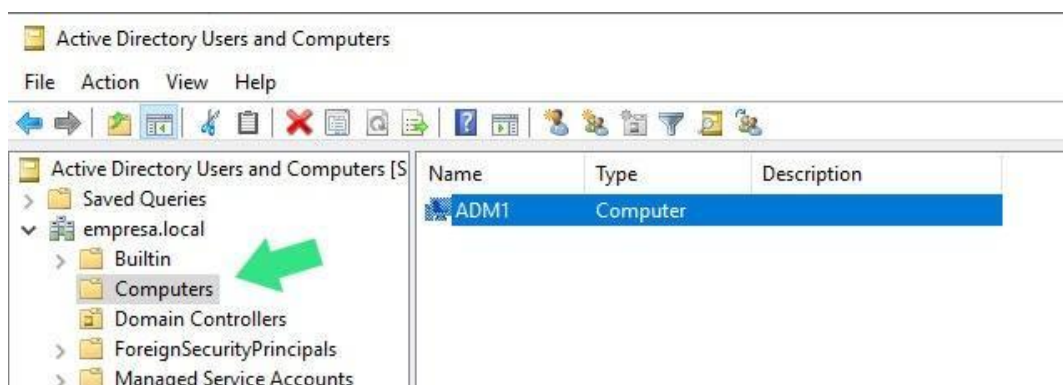 Active Directory Users and Computers
File Action View Help
Active Directory Users and Computers [S
Saved Queries
empresa.local
Builtin
Computers
Domain Controllers
ForeignSecurityPrincipals
Managed Service Accounts
Name Type Description
ADM1 Computer